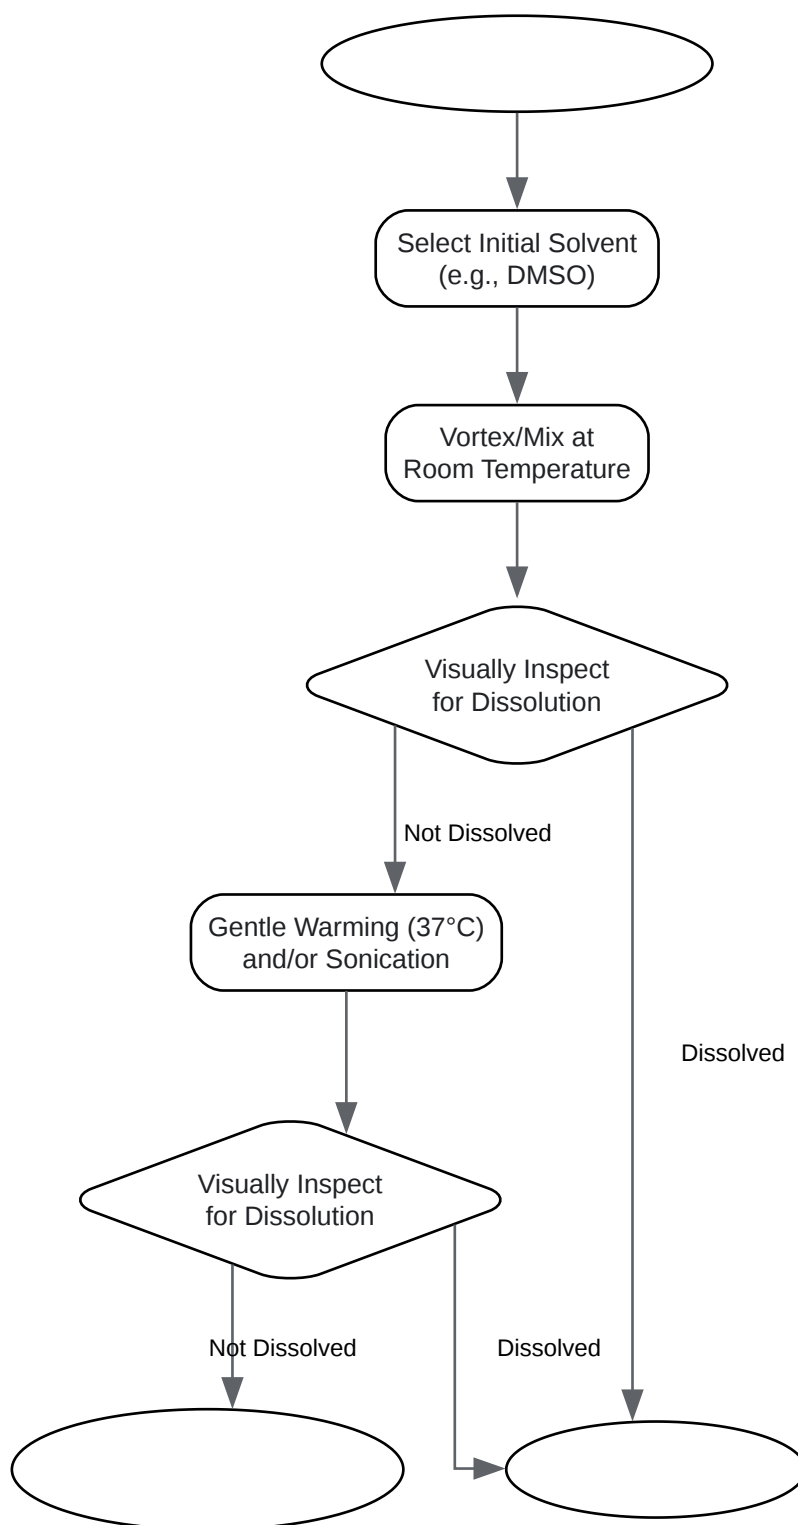 Select Initial Solvent
(e.g., DMSO)
Vortex/Mix at
Room Temperature
Visually Inspect
for Dissolution
Not Dissolved
Gentle Warming (37°C)
and/or Sonication
Dissolved
Visually Inspect
for Dissolution
Not Dissolved
Dissolved